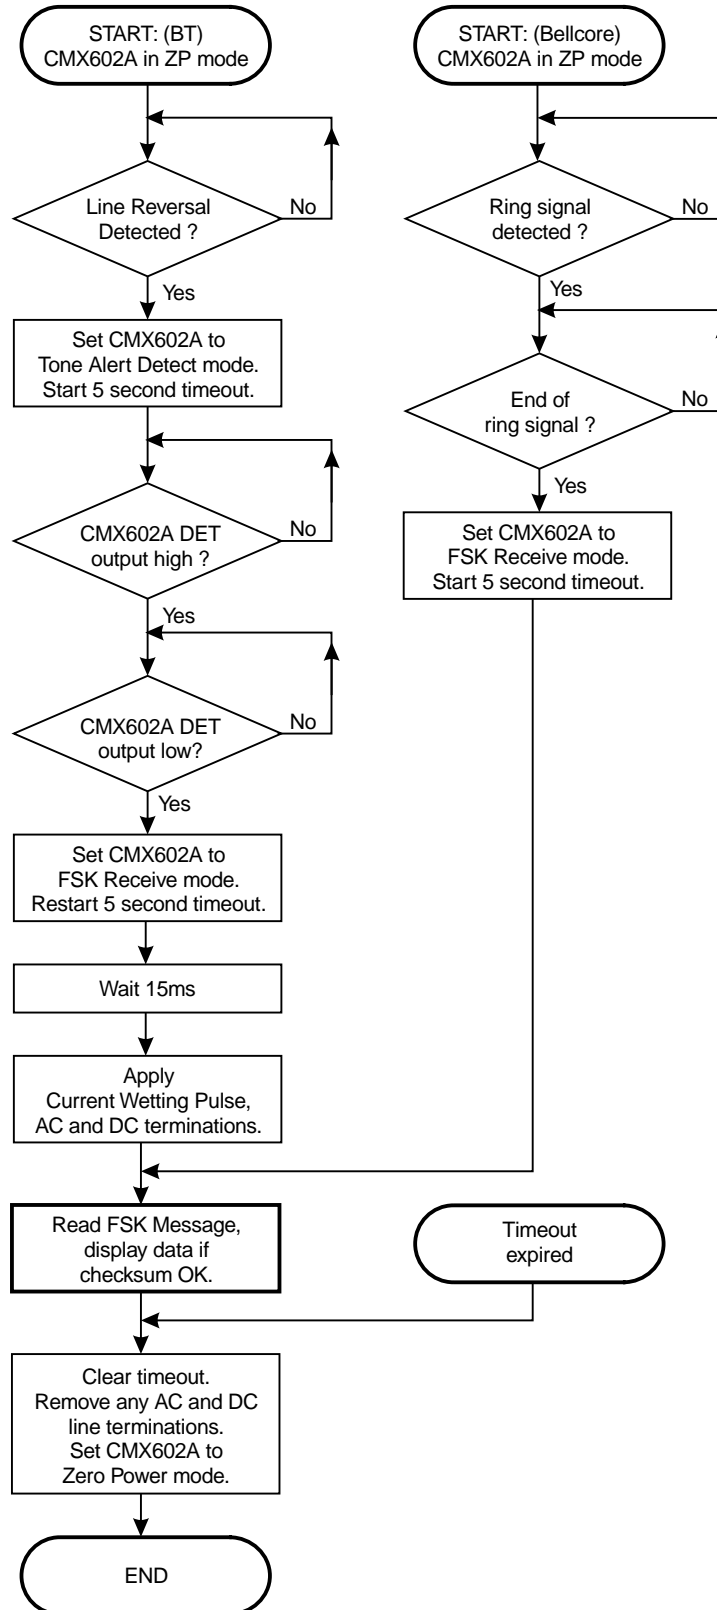 START: (BT)
CMX602A in ZP mode
Line Reversal
Detected ?
No
Yes
Set CMX602A to
Tone Alert Detect mode.
Start 5 second timeout.
CMX602A DET
output high ?
No
Yes
CMX602A DET
output low?
No
Yes
Set CMX602A to
FSK Receive mode.
Restart 5 second timeout.
Wait 15ms
Apply
Current Wetting Pulse,
AC and DC terminations.
START: (Bellcore)
CMX602A in ZP mode
Ring signal
detected ?
No
Yes
End of
ring signal ?
No
Yes
Set CMX602A to
FSK Receive mode.
Start 5 second timeout.
Read FSK Message,
display data if
checksum OK.
Timeout
expired
Clear timeout.
Remove any AC and DC
line terminations.
Set CMX602A to
Zero Power mode.
END